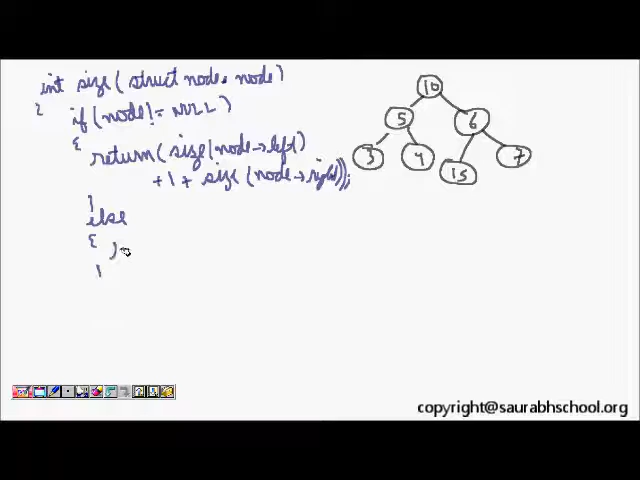 int size( struct node* node)
{
if (node != NULL)
{
return( size(node->left)
+ 1 + size (node->right));
}
else
{
10
5
6
3
4
15
7
copyright@saurabhschool.org